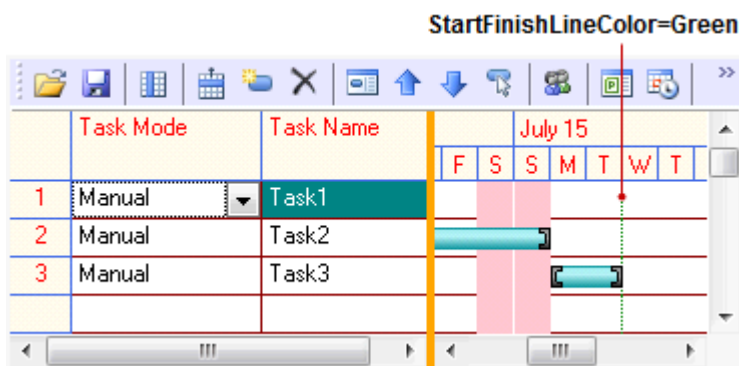 StartFinishLineColor=Green
Task Mode Task Name July 15
F S S M T W T
1 Manual Task1
2 Manual Task2
3 Manual Task3